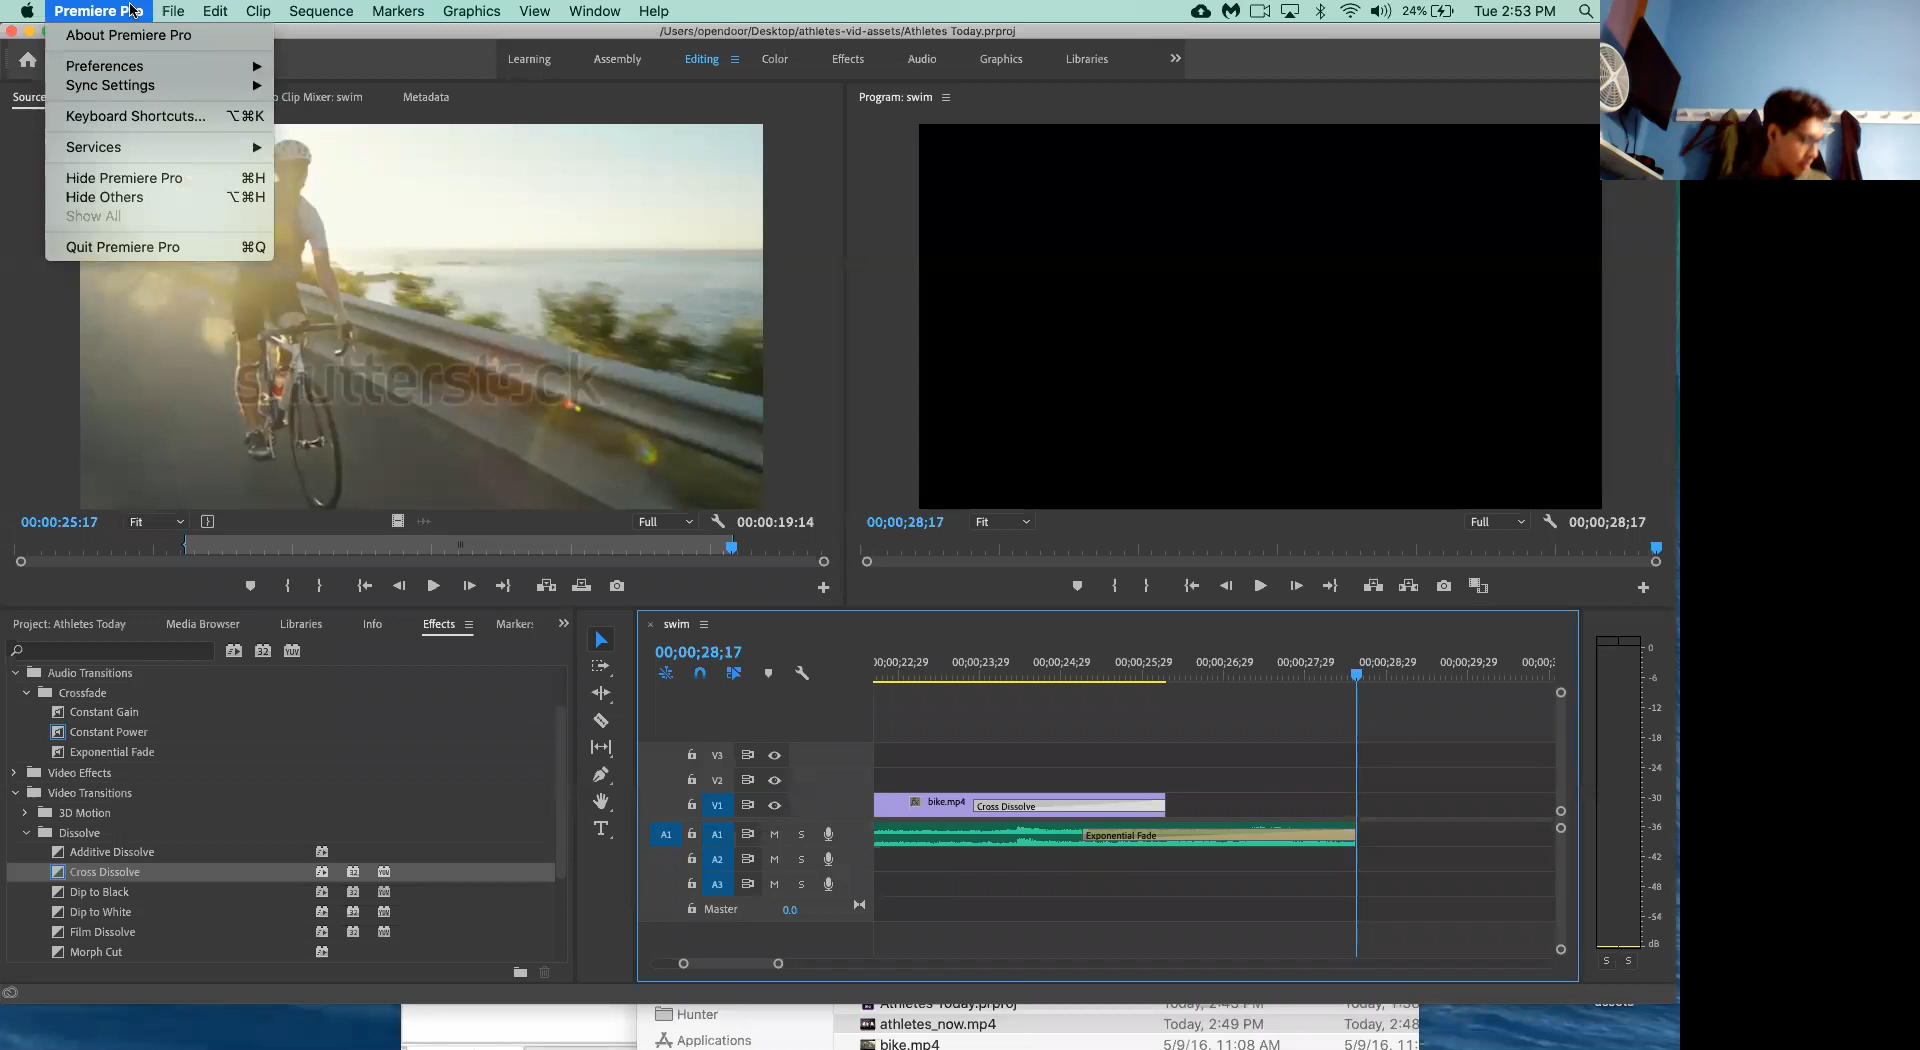 Premiere Pro File Edit Clip Sequence Markers Graphics View Window Help 24% Tue 2:53 PM
About Premiere Pro
Preferences
Sync Settings
Keyboard Shortcuts... ⌥⌘K
Services
Hide Premiere Pro ⌘H
Hide Others ⌥⌘H
Show All
Quit Premiere Pro ⌘Q
/Users/opendoor/Desktop/athletes-vid-assets/Athletes Today.prproj
Learning Assembly Editing Color Effects Audio Graphics Libraries
Source Clip Mixer: swim Metadata
Program: swim
shutterstock
00:00:25:17 Fit Full 00:00:19:14
00;00;28;17 Fit Full 00;00;28;17
Project: Athletes Today Media Browser Libraries Info Effects Marker
Audio Transitions
Crossfade
Constant Gain
Constant Power
Exponential Fade
Video Effects
Video Transitions
3D Motion
Dissolve
Additive Dissolve
Cross Dissolve
Dip to Black
Dip to White
Film Dissolve
Morph Cut
swim
00;00;28;17
00;00;22;29 00;00;23;29 00;00;24;29 00;00;25;29 00;00;26;29 00;00;27;29 00;00;28;29 00;00;29;29 00;00;
V3
V2
V1 bike.mp4 Cross Dissolve
A1 A1 M S Exponential Fade
A2 M S
A3 M S
Master 0.0
0
-6
-12
-18
-24
-30
-36
-42
-48
-54
dB
S S
Athletes Today.prproj Today, 2:43 PM
Hunter
athletes_now.mp4 Today, 2:49 PM Today, 2:48
Applications
bike.mp4 5/9/16, 11:08 AM 5/9/16, 11:
assets